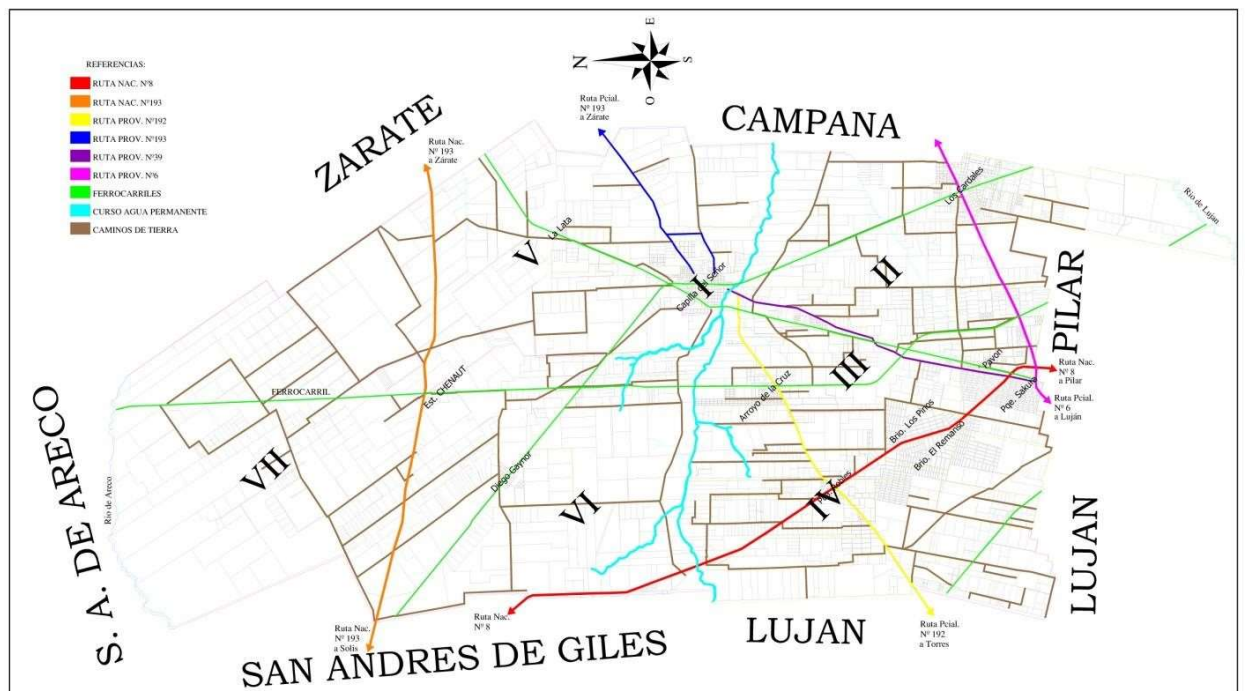 REFERENCIAS:
RUTA NAC. Nº8
RUTA NAC. Nº193
RUTA PROV. Nº192
RUTA PROV. Nº193
RUTA PROV. Nº39
RUTA PROV. Nº6
FERROCARRILES
CURSO AGUA PERMANENTE
CAMINOS DE TIERRA
E
N
S
O
Ruta Pcial.
Nº 193
a Zárate
CAMPANA
ZARATE
Ruta Nac.
Nº 193
a Zárate
Los Cardales
Río de Luján
La Lata
V
I
Capilla del Señor
II
PILAR
III
Pavon
Ruta Nac.
Nº 8
a Pilar
Pqe. Sakura
Ruta Pcial.
Nº 6
a Luján
FERROCARRIL
Est. CHENAUT
Arroyo de la Cruz
Brio. Los Pinos
Brio. El Remanso
S. A. DE ARECO
Río de Areco
VII
Diego Gaynor
VI
IV
Robles
LUJAN
Ruta Nac.
Nº 8
Ruta Nac.
Nº 193
a Solis
SAN ANDRES DE GILES
LUJAN
Ruta Pcial.
Nº 192
a Torres